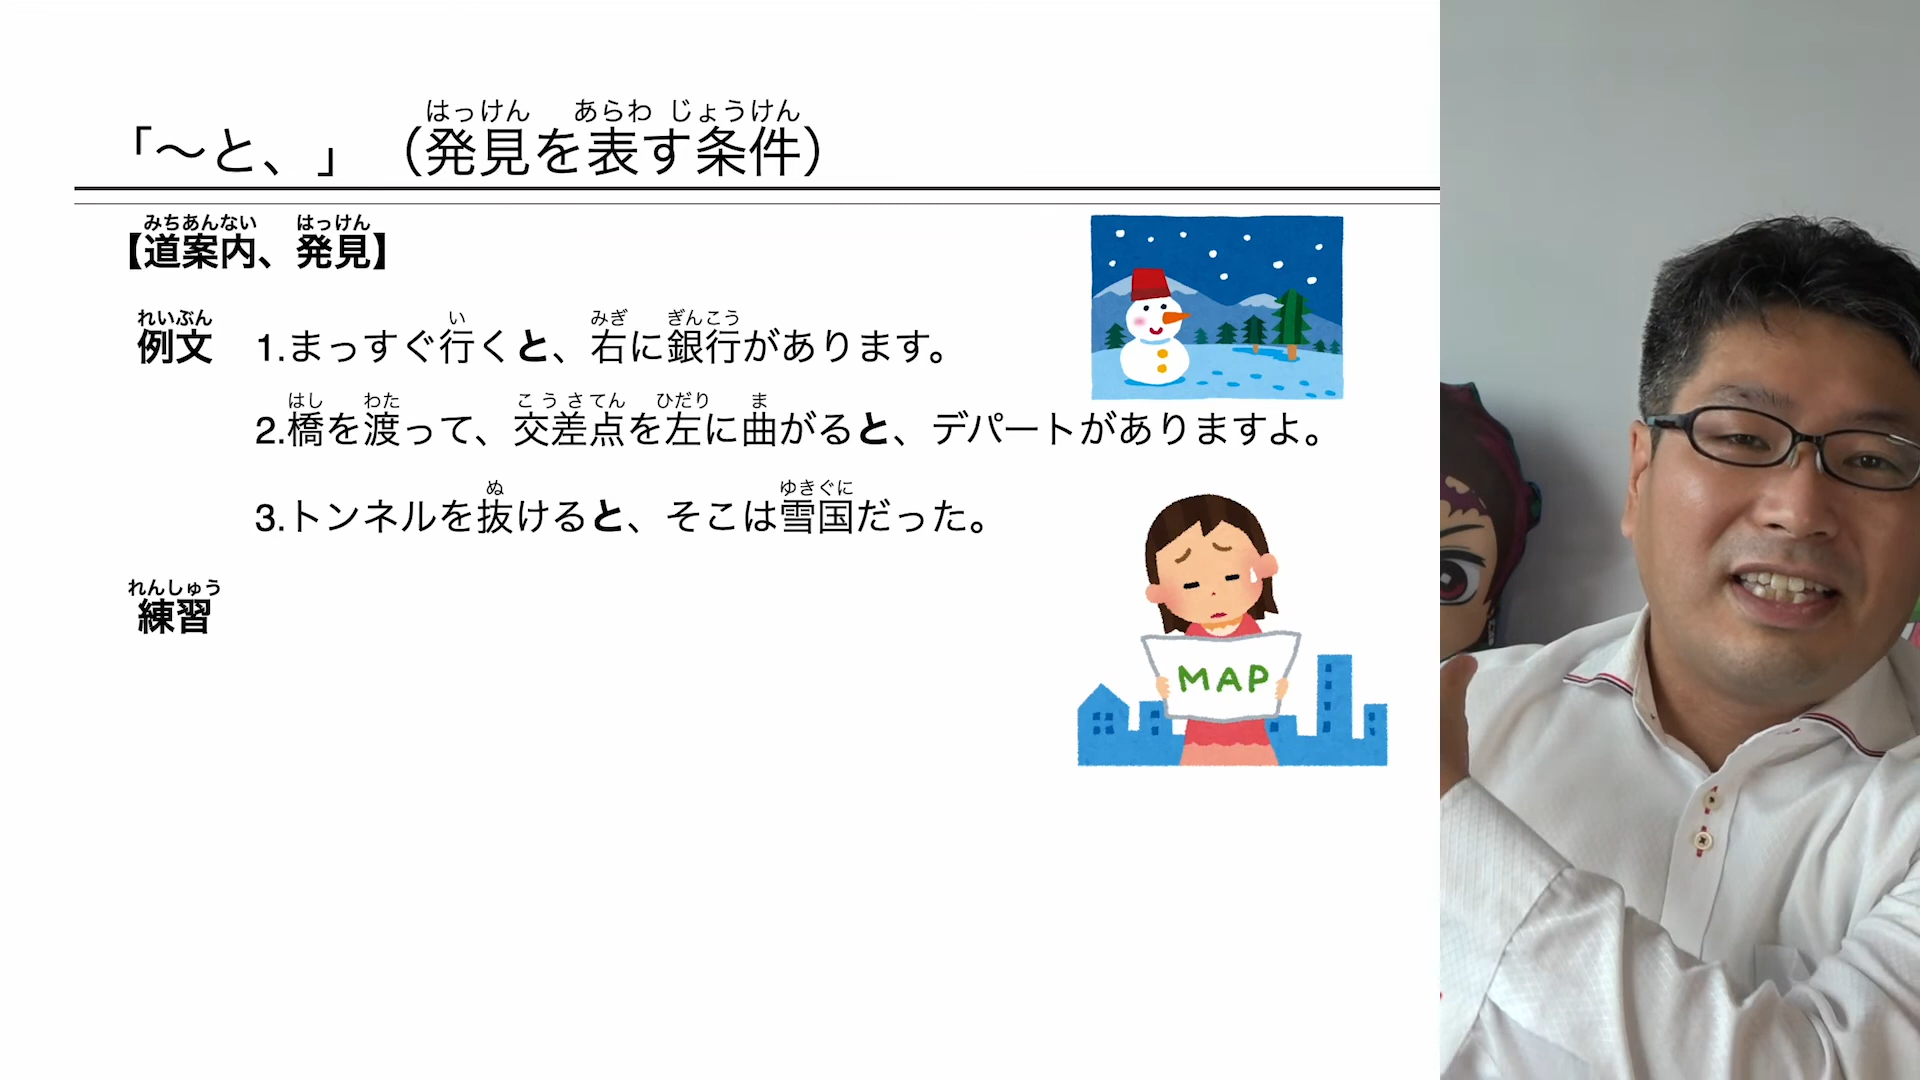 はっけん あらわ じょうけん
「〜と、」（発見を表す条件）
みちあんない はっけん
【道案内、発見】
れいぶん い みぎ ぎんこう
例文 1.まっすぐ行くと、右に銀行があります。
はし わた こうさてん ひだり ま
2.橋を渡って、交差点を左に曲がると、デパートがありますよ。
ぬ ゆきぐに
3.トンネルを抜けると、そこは雪国だった。
れんしゅう
練習
MAP